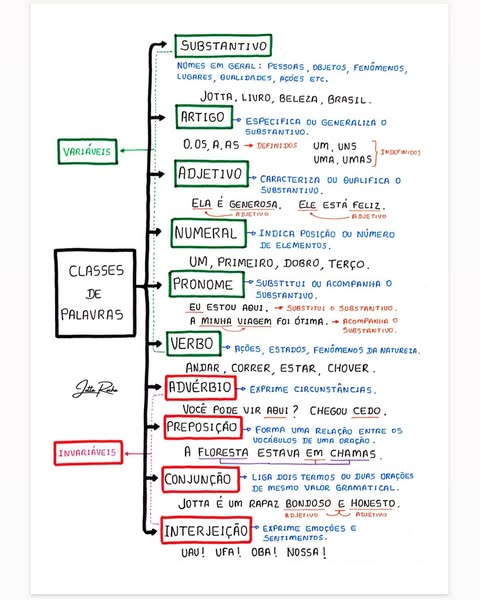 SUBSTANTIVO
NOMES EM GERAL: PESSOAS, OBJETOS, FENÔMENOS,
LUGARES, QUALIDADES, AÇÕES ETC.
JOTTA, LIVRO, BELEZA, BRASIL.
ARTIGO
ESPECIFICA OU GENERALIZA O
SUBSTANTIVO.
O, OS, A, AS → DEFINIDOS
UM, UNS
UMA, UMAS
INDEFINIDOS
VARIÁVEIS
ADJETIVO
CARACTERIZA OU QUALIFICA O
SUBSTANTIVO.
ELA É GENEROSA. ELE ESTÁ FELIZ.
ADJETIVO ADJETIVO
NUMERAL
INDICA POSIÇÃO OU NÚMERO
DE ELEMENTOS.
UM, PRIMEIRO, DOBRO, TERÇO.
CLASSES
DE
PALAVRAS
PRONOME
SUBSTITUI OU ACOMPANHA O
SUBSTANTIVO.
EU ESTOU AQUI. → SUBSTITUI O SUBSTANTIVO.
A MINHA VIAGEM FOI ÓTIMA. → ACOMPANHA O
SUBSTANTIVO.
VERBO
AÇÕES, ESTADOS, FENÔMENOS DA NATUREZA.
ANDAR, CORRER, ESTAR, CHOVER.
ADVÉRBIO
EXPRIME CIRCUNSTÂNCIAS.
VOCÊ PODE VIR AQUI? CHEGOU CEDO.
PREPOSIÇÃO
FORMA UMA RELAÇÃO ENTRE OS
VOCÁBULOS DE UMA ORAÇÃO.
A FLORESTA ESTAVA EM CHAMAS.
INVARIÁVEIS
CONJUNÇÃO
LIGA DOIS TERMOS OU DUAS ORAÇÕES
DE MESMO VALOR GRAMATICAL.
JOTTA É UM RAPAZ BONDOSO E HONESTO.
ADJETIVO ADJETIVO
INTERJEIÇÃO
EXPRIME EMOÇÕES E
SENTIMENTOS.
UAU! UFA! OBA! NOSSA!